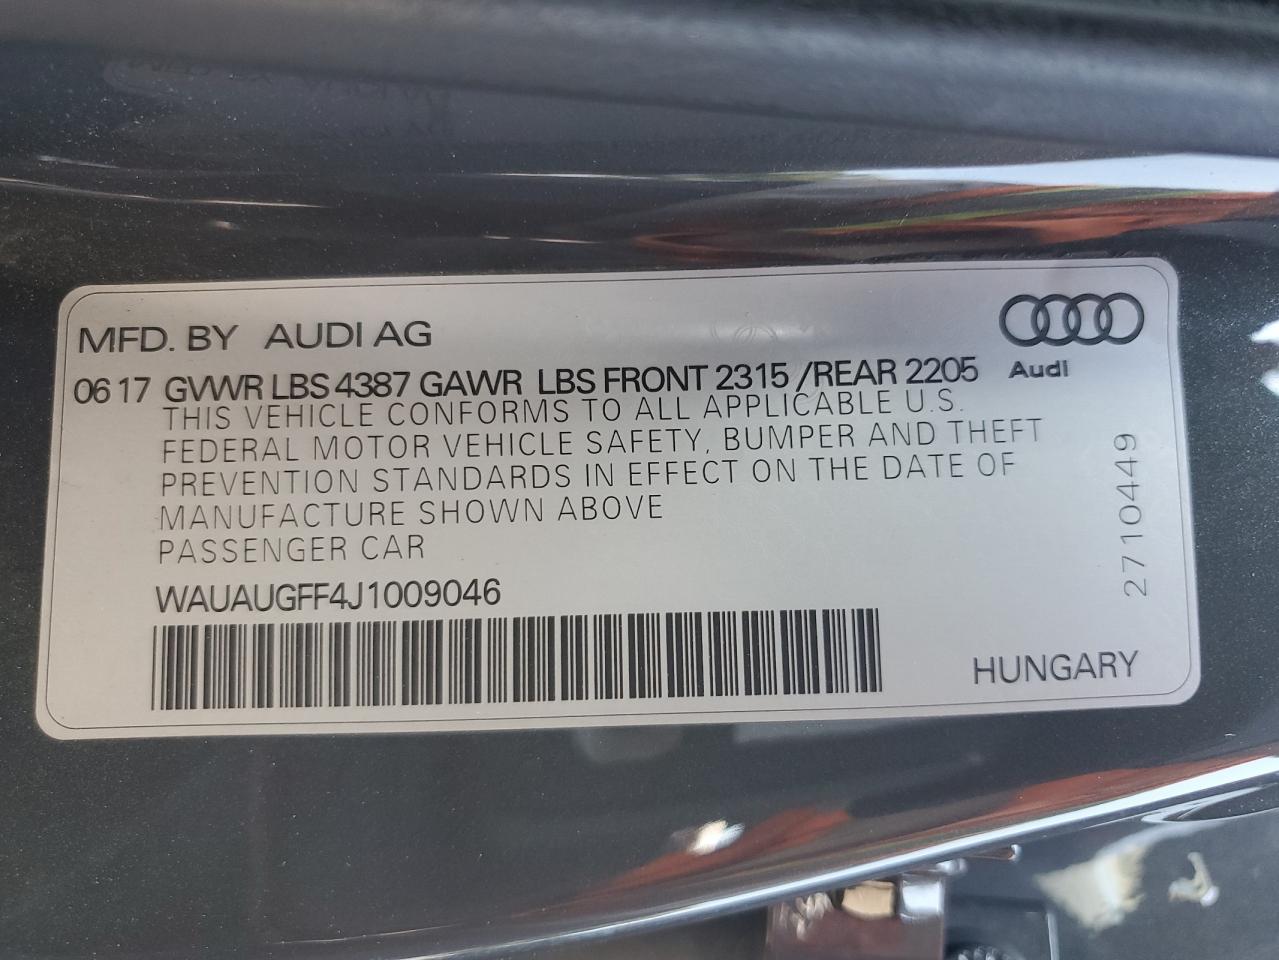 MFD. BY AUDI AG
06 17 GVWR LBS 4387 GAWR LBS FRONT 2315 /REAR 2205
Audi
THIS VEHICLE CONFORMS TO ALL APPLICABLE U.S.
FEDERAL MOTOR VEHICLE SAFETY, BUMPER AND THEFT
PREVENTION STANDARDS IN EFFECT ON THE DATE OF
MANUFACTURE SHOWN ABOVE
PASSENGER CAR
WAUAUGFF4J1009046
HUNGARY
2710449